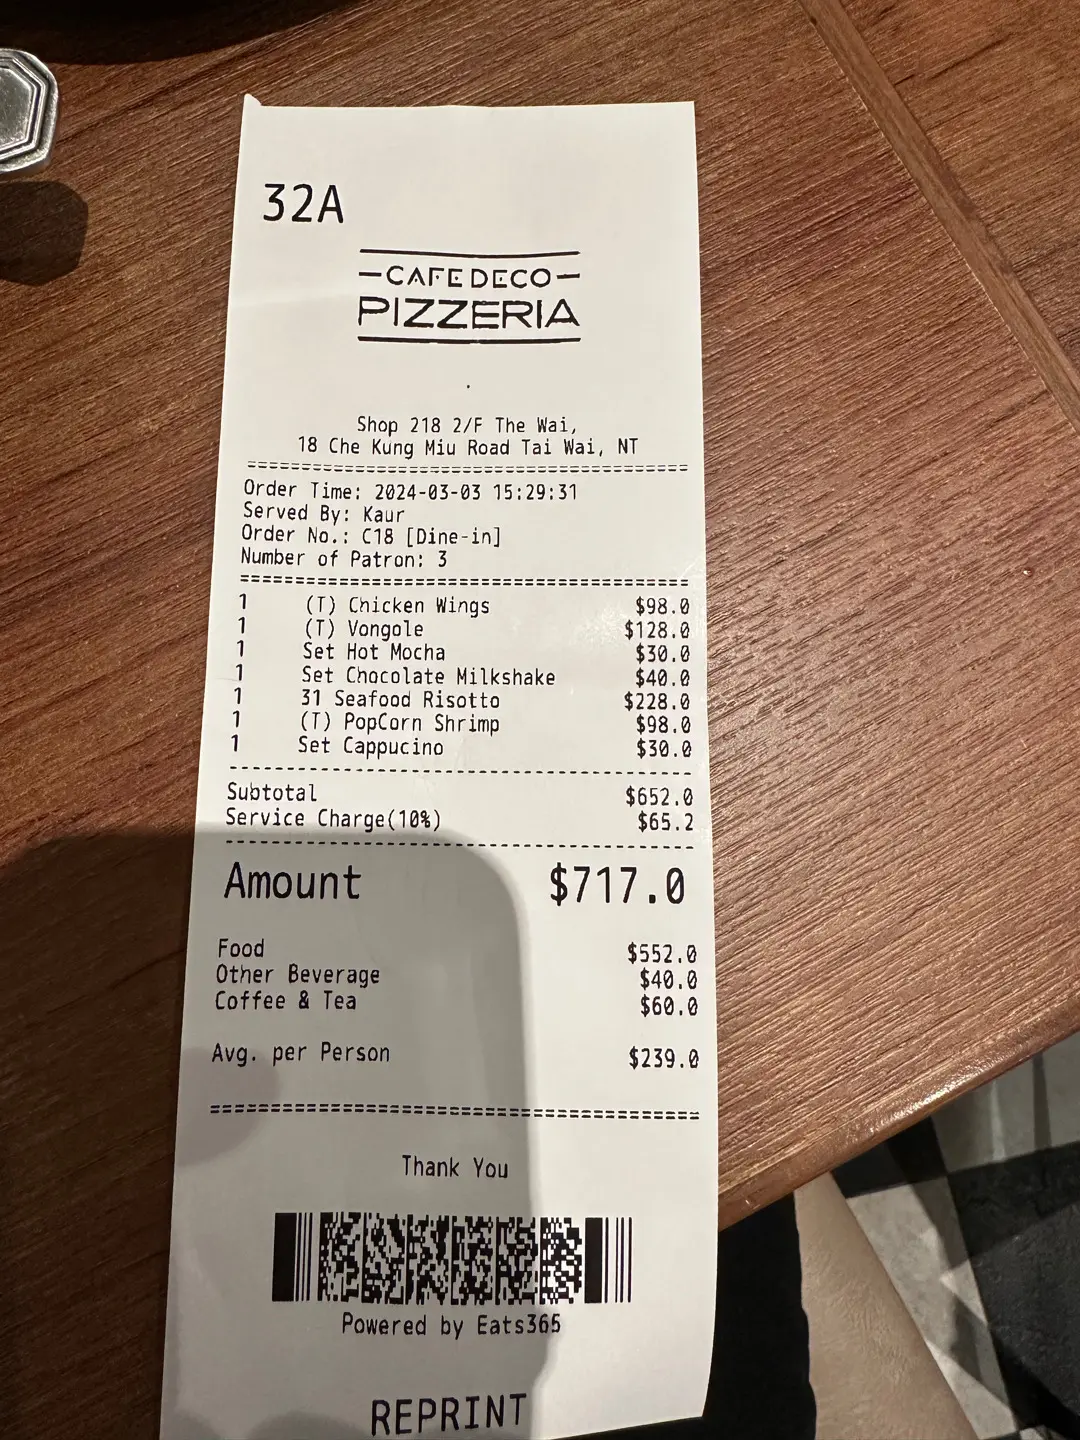 32A
CAFE DECO
PIZZERIA
Shop 218 2/F The Wai,
18 Che Kung Miu Road Tai Wai, NT
Order Time: 2024-03-03 15:29:31
Served By: Kaur
Order No.: C18 [Dine-in]
Number of Patron: 3
1 (T) Chicken Wings $98.0
1 (T) Vongole $128.0
1 Set Hot Mocha $30.0
1 Set Chocolate Milkshake $40.0
1 31 Seafood Risotto $228.0
1 (T) PopCorn Shrimp $98.0
1 Set Cappucino $30.0
Subtotal $652.0
Service Charge(10%) $65.2
Amount $717.0
Food $552.0
Other Beverage $40.0
Coffee & Tea $60.0
Avg. per Person $239.0
Thank You
Powered by Eats365
REPRINT